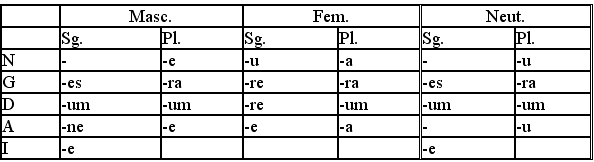 Masc. Fem. Neut.
Sg. Pl. Sg. Pl. Sg. Pl.
N - -e -u -a - -u
G -es -ra -re -ra -es -ra
D -um -um -re -um -um -um
A -ne -e -e -a - -u
I -e -e